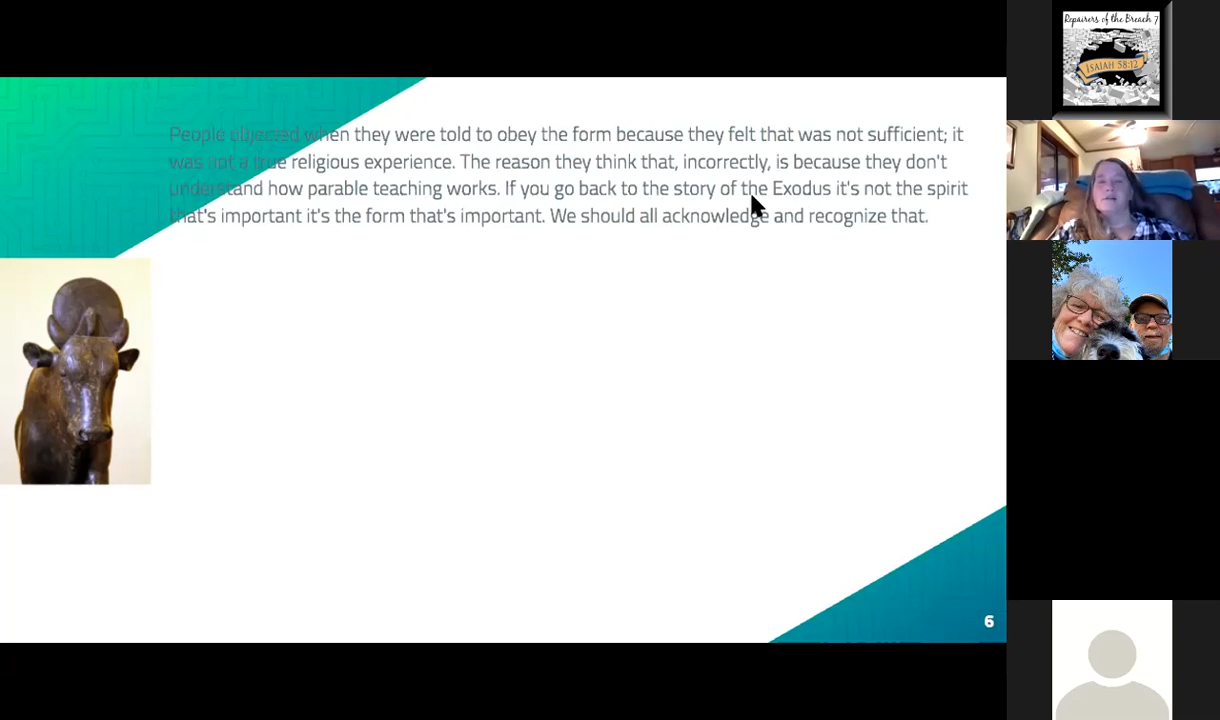 Repairers of the Breach 7
ISAIAH 58:12
People objected when they were told to obey the form because they felt that was not sufficient; it
was not a true religious experience. The reason they think that, incorrectly, is because they don't
understand how parable teaching works. If you go back to the story of the Exodus it's not the spirit
that's important it's the form that's important. We should all acknowledge and recognize that.
6